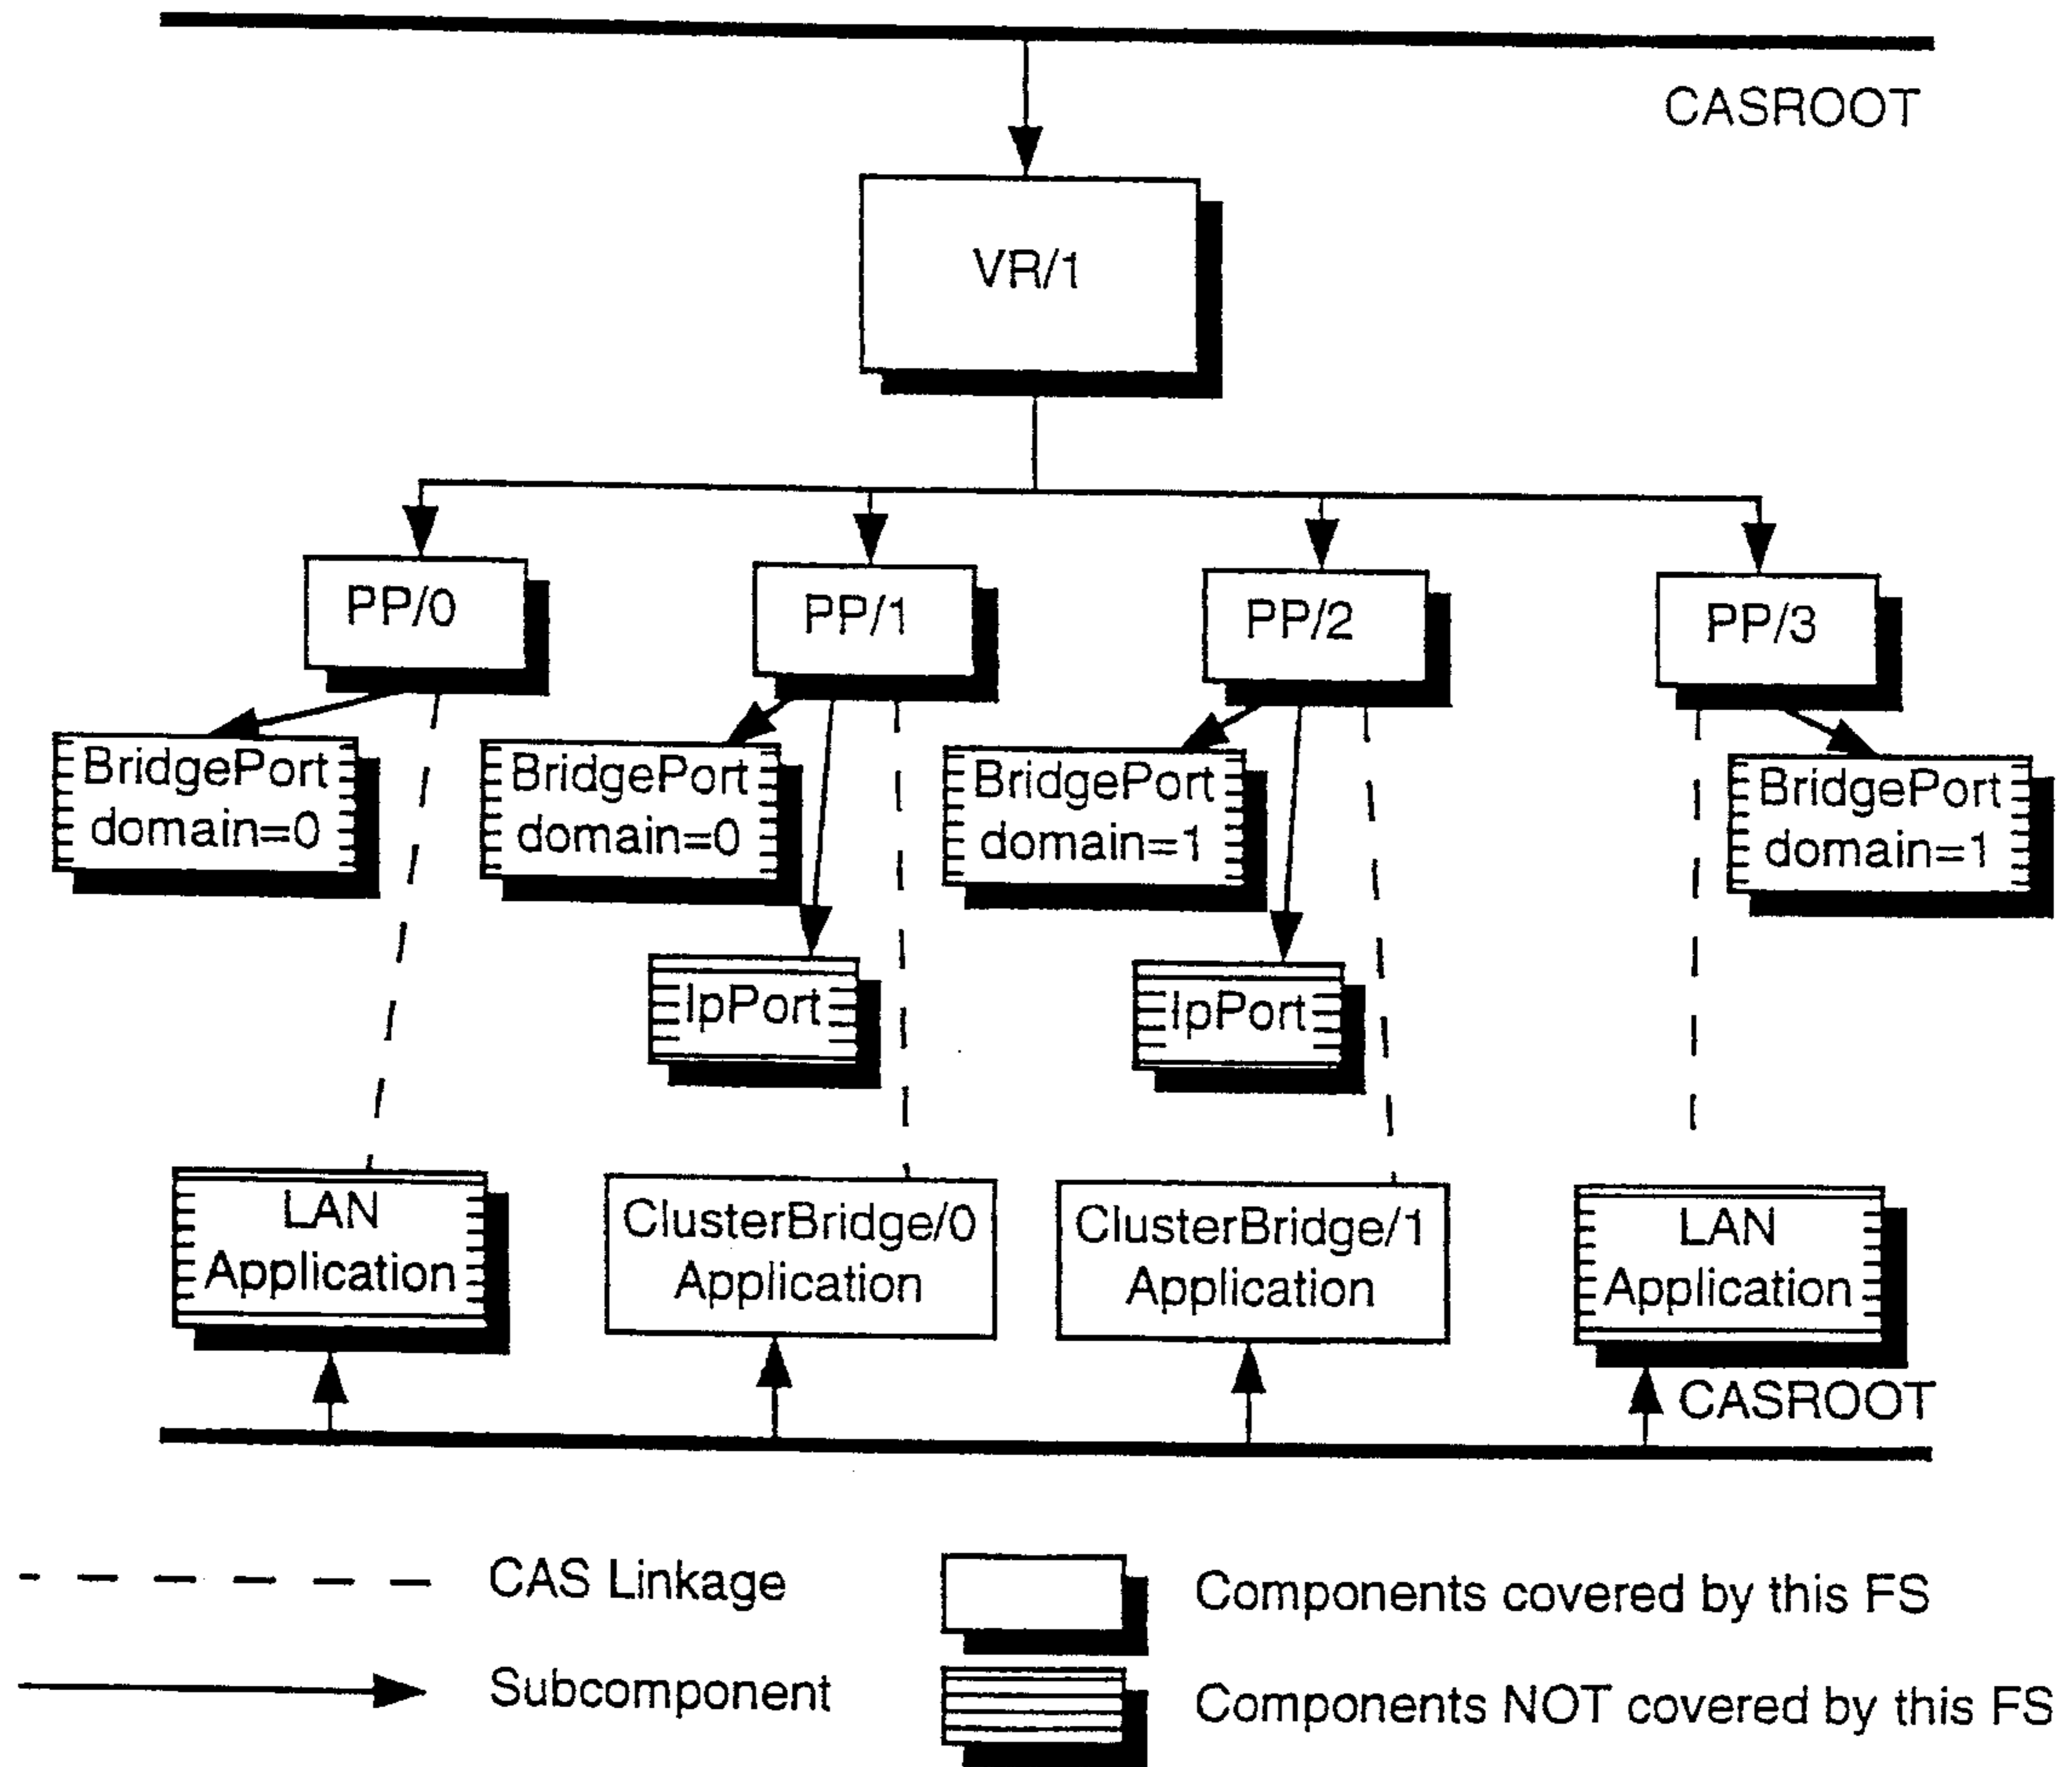 CASROOT
VR/1
PP/0
PP/1
PP/2
PP/3
BridgePort
domain=0
BridgePort
domain=0
BridgePort
domain=1
BridgePort
domain=1
IpPort
IpPort
LAN
Application
ClusterBridge/0
Application
ClusterBridge/1
Application
LAN
Application
CASROOT
CAS Linkage
Components covered by this FS
Subcomponent
Components NOT covered by this FS